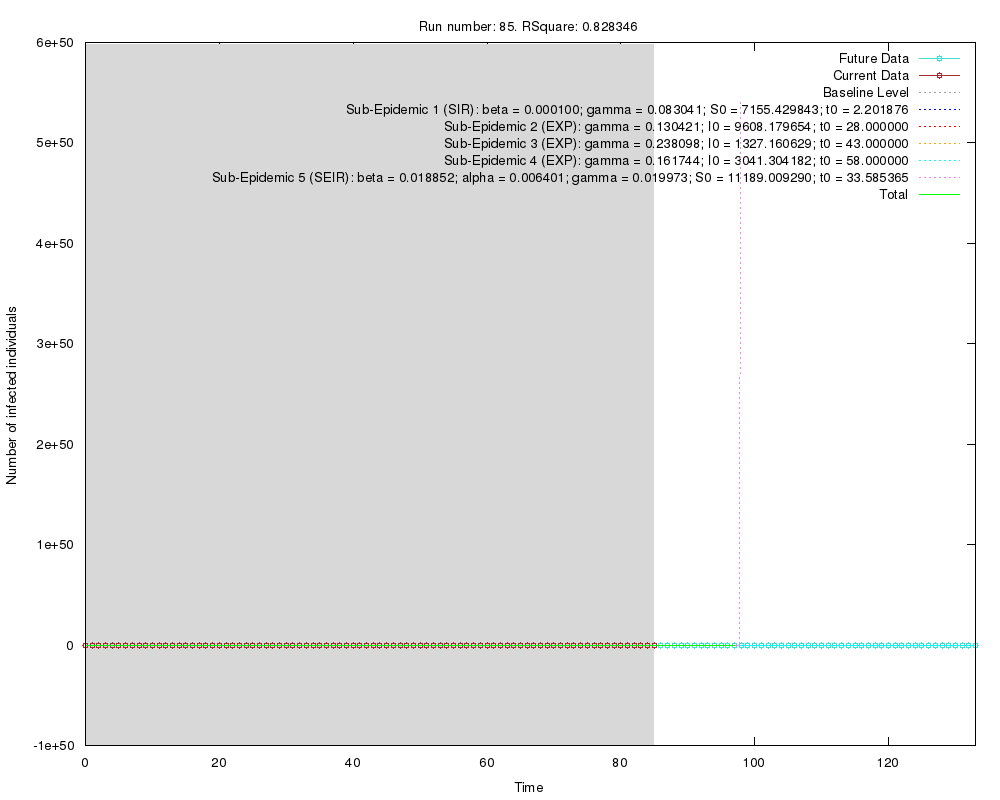 Run number: 85. RSquare: 0.828346
6e+50
5e+50
4e+50
3e+50
2e+50
1e+50
0
-1e+50
Number of infected individuals
Future Data
Current Data
Baseline Level
Sub-Epidemic 1 (SIR): beta = 0.000100; gamma = 0.083041; S0 = 7155.429843; t0 = 2.201876
Sub-Epidemic 2 (EXP): gamma = 0.130421; I0 = 9608.179654; t0 = 28.000000
Sub-Epidemic 3 (EXP): gamma = 0.238098; I0 = 1327.160629; t0 = 43.000000
Sub-Epidemic 4 (EXP): gamma = 0.161744; I0 = 3041.304182; t0 = 58.000000
Sub-Epidemic 5 (SEIR): beta = 0.018852; alpha = 0.006401; gamma = 0.019973; S0 = 11189.009290; t0 = 33.585365
Total
0 20 40 60 80 100 120
Time